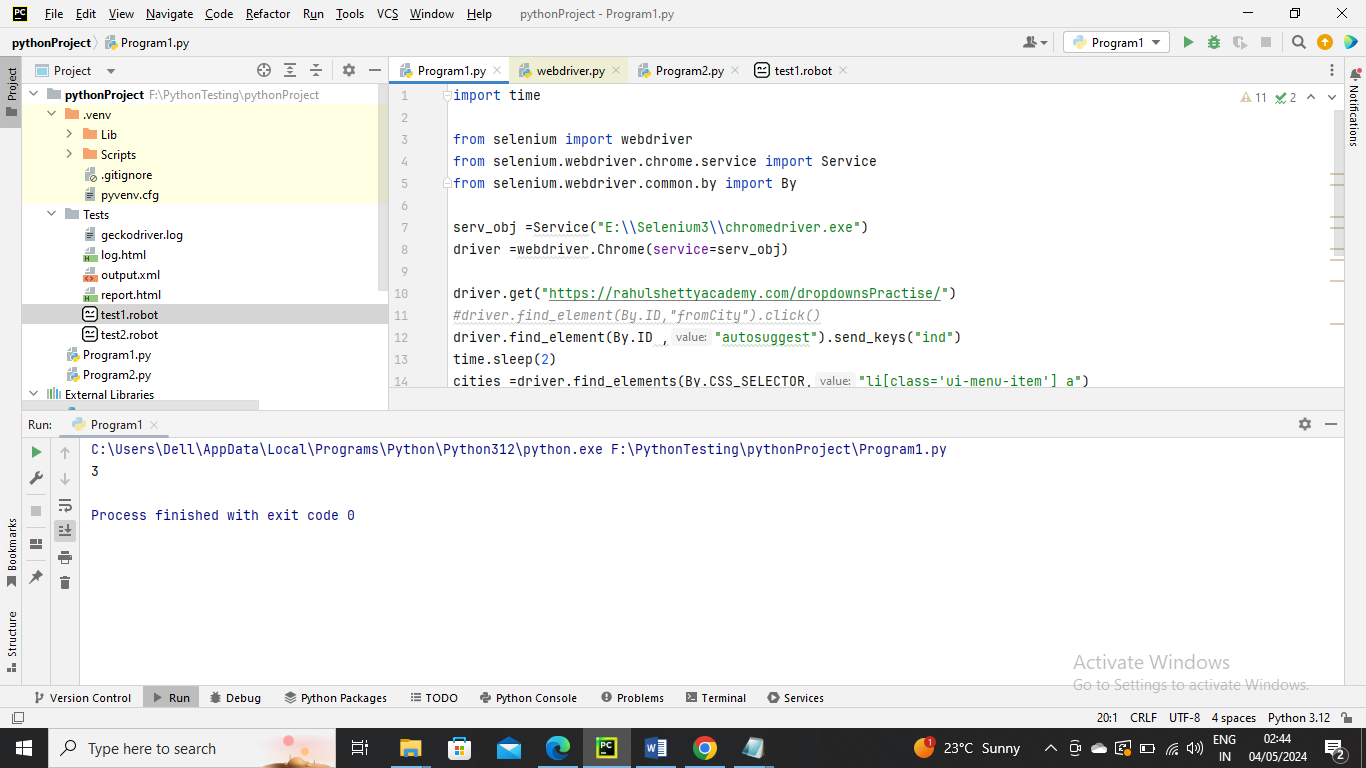 PC File Edit View Navigate Code Refactor Run Tools VCS Window Help pythonProject - Program1.py
pythonProject Program1.py Program1
Project
Project
Program1.py webdriver.py Program2.py test1.robot
Notifications
pythonProject F:\PythonTesting\pythonProject
.venv
Lib
Scripts
.gitignore
pyvenv.cfg
Tests
geckodriver.log
log.html
output.xml
report.html
test1.robot
test2.robot
Program1.py
Program2.py
External Libraries
11 2
1 import time
2
3 from selenium import webdriver
4 from selenium.webdriver.chrome.service import Service
5 from selenium.webdriver.common.by import By
6
7 serv_obj =Service("E:\\Selenium3\\chromedriver.exe")
8 driver =webdriver.Chrome(service=serv_obj)
9
10 driver.get("https://rahulshettyacademy.com/dropdownsPractise/")
11 #driver.find_element(By.ID,"fromCity").click()
12 driver.find_element(By.ID , value: "autosuggest").send_keys("ind")
13 time.sleep(2)
14 cities =driver.find_elements(By.CSS_SELECTOR, value: "li[class='ui-menu-item'] a")
Run: Program1
C:\Users\Dell\AppData\Local\Programs\Python\Python312\python.exe F:\PythonTesting\pythonProject\Program1.py
3
Process finished with exit code 0
Bookmarks
Structure
Activate Windows
Go to Settings to activate Windows.
Version Control Run Debug Python Packages TODO Python Console Problems Terminal Services
20:1 CRLF UTF-8 4 spaces Python 3.12
Type here to search
PC
1 23°C Sunny
ENG
IN
02:44
04/05/2024
2